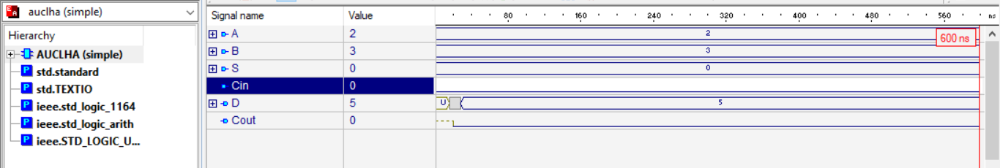 auclha (simple)
Hierarchy
AUCLHA (simple)
std.standard
std.TEXTIO
ieee.std_logic_1164
ieee.std_logic_arith
ieee.STD_LOGIC_U...
Signal name Value 80 160 240 320 400 480 560 ns
A 2 2
600 ns
B 3 3
S 0 0
Cin 0
D 5 U 5
Cout 0